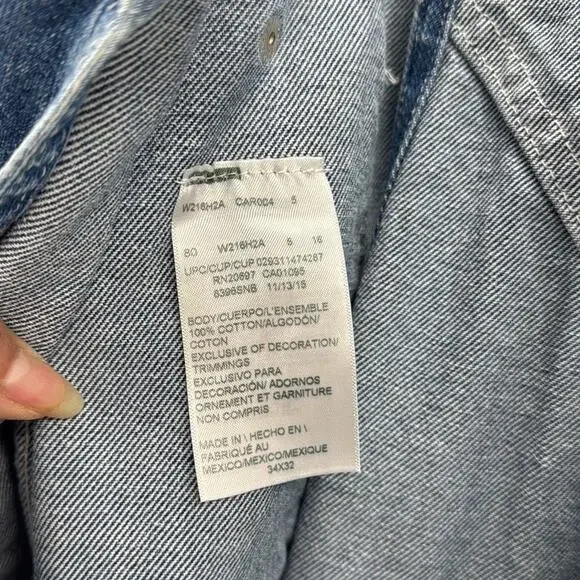 W216H2A CAR004 5
80 W216H2A 5 16
UPC/CUP/CUP 029311474287
RN20697 CA01095
6396SNB 11/13/15
BODY/CUERPO/L'ENSEMBLE
100% COTTON/ALGODÓN/
COTON
EXCLUSIVE OF DECORATION/
TRIMMINGS
EXCLUSIVO PARA
DECORACIÓN/ ADORNOS
ORNEMENT ET GARNITURE
NON COMPRIS
MADE IN \ HECHO EN \
FABRIQUÉ AU
MEXICO/MEXICO/MEXIQUE
34X32